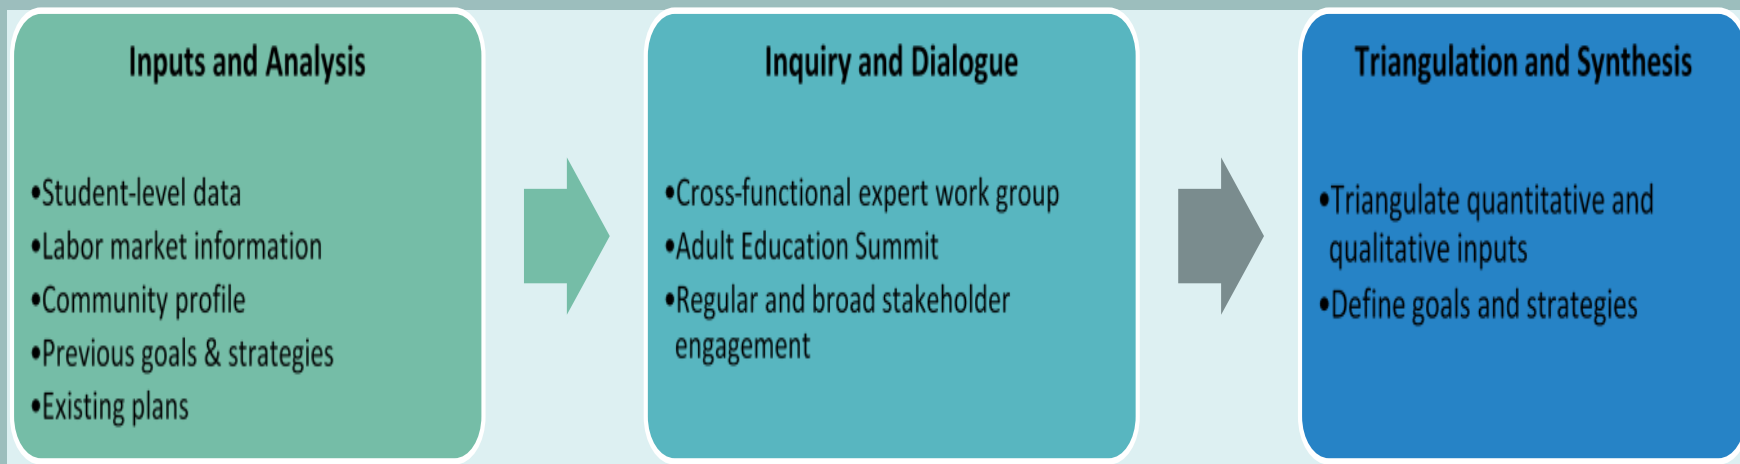 Inputs and Analysis
•Student-level data
•Labor market information
•Community profile
•Previous goals & strategies
•Existing plans
Inquiry and Dialogue
•Cross-functional expert work group
•Adult Education Summit
•Regular and broad stakeholder
engagement
Triangulation and Synthesis
•Triangulate quantitative and
qualitative inputs
•Define goals and strategies